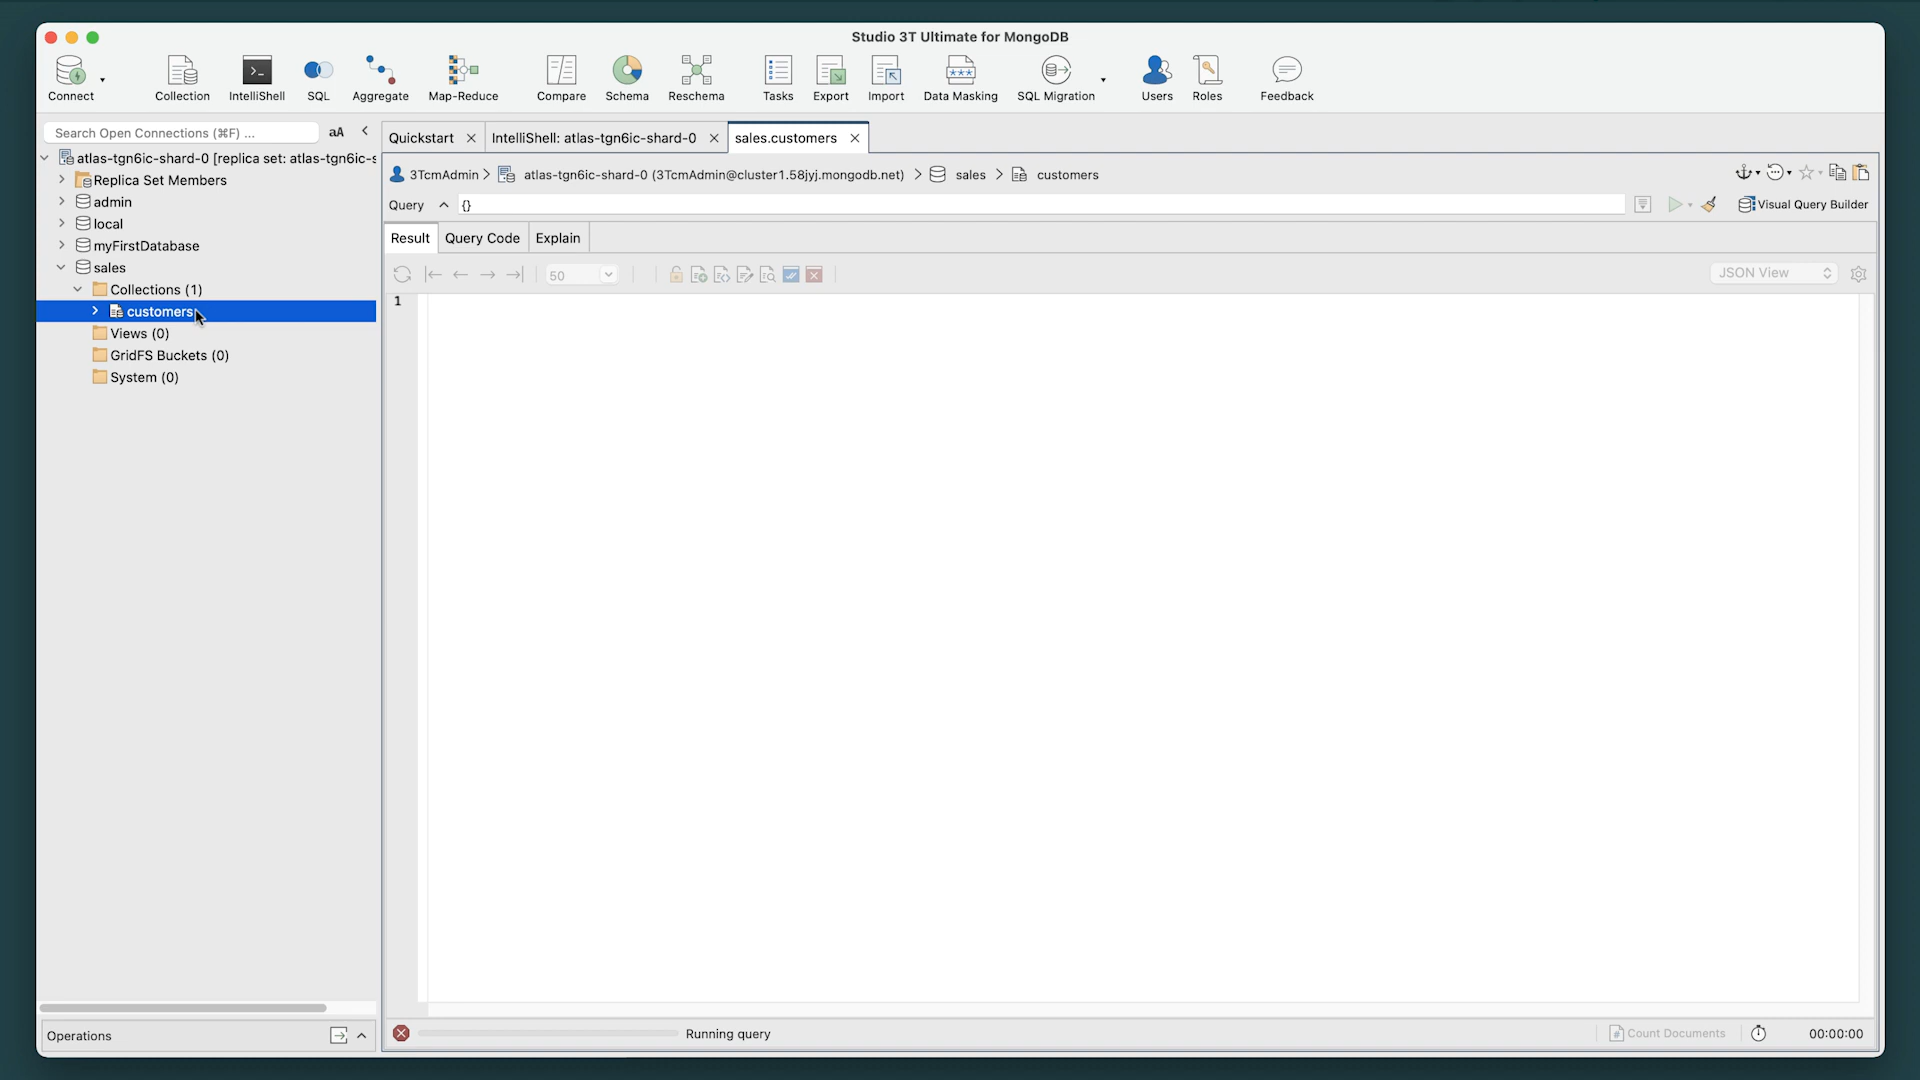 Studio 3T Ultimate for MongoDB
Connect Collection IntelliShell SQL Aggregate Map-Reduce Compare Schema Reschema Tasks Export Import Data Masking SQL Migration Users Roles Feedback
Search Open Connections (⌘F) ... aA
Quickstart IntelliShell: atlas-tgn6ic-shard-0 sales.customers
atlas-tgn6ic-shard-0 [replica set: atlas-tgn6ic-s
3TcmAdmin atlas-tgn6ic-shard-0 (3TcmAdmin@cluster1.58jyj.mongodb.net) sales customers
Replica Set Members
admin
Query {} Visual Query Builder
local
Result Query Code Explain
myFirstDatabase
sales
50 JSON View
Collections (1)
1
customers
Views (0)
GridFS Buckets (0)
System (0)
Operations
Running query Count Documents 00:00:00